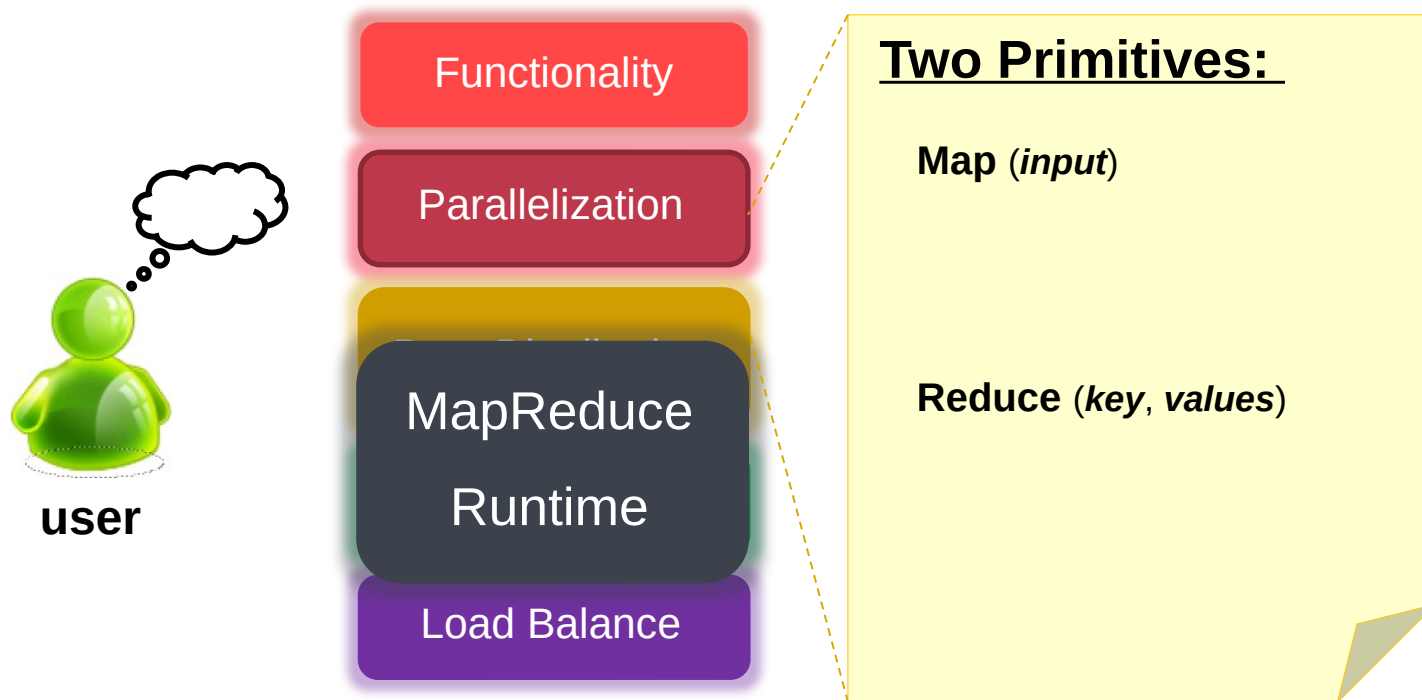 Functionality
Parallelization
MapReduce
Runtime
Load Balance
user
Two Primitives:
Map (input)
Reduce (key, values)